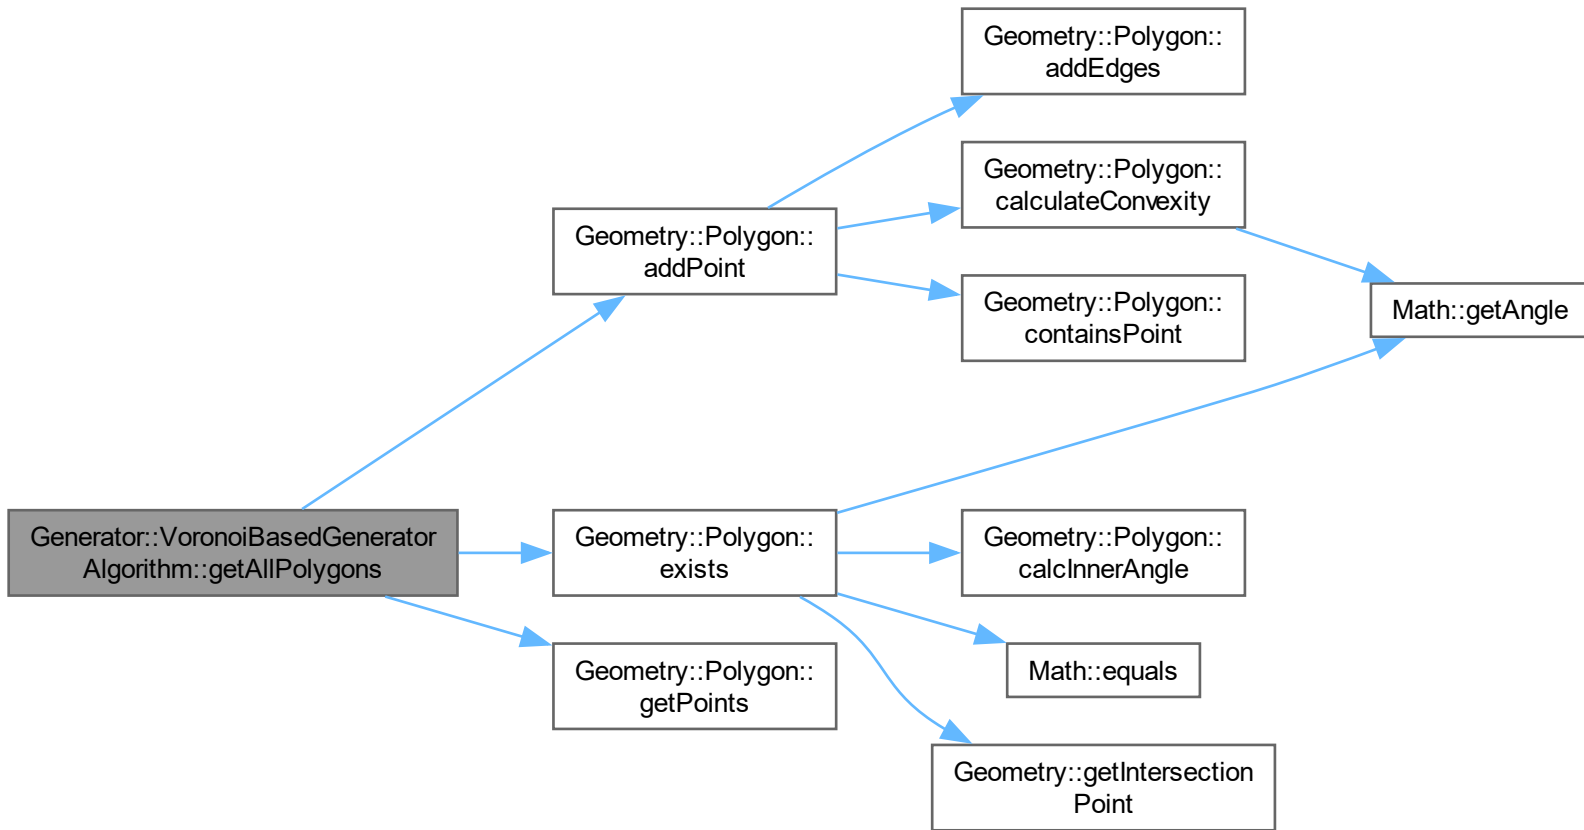 Geometry::Polygon::
addEdges
Geometry::Polygon::
calculateConvexity
Geometry::Polygon::
addPoint
Geometry::Polygon::
containsPoint
Math::getAngle
Generator::VoronoiBasedGenerator
Algorithm::getAllPolygons
Geometry::Polygon::
exists
Geometry::Polygon::
calcInnerAngle
Geometry::Polygon::
getPoints
Math::equals
Geometry::getIntersection
Point